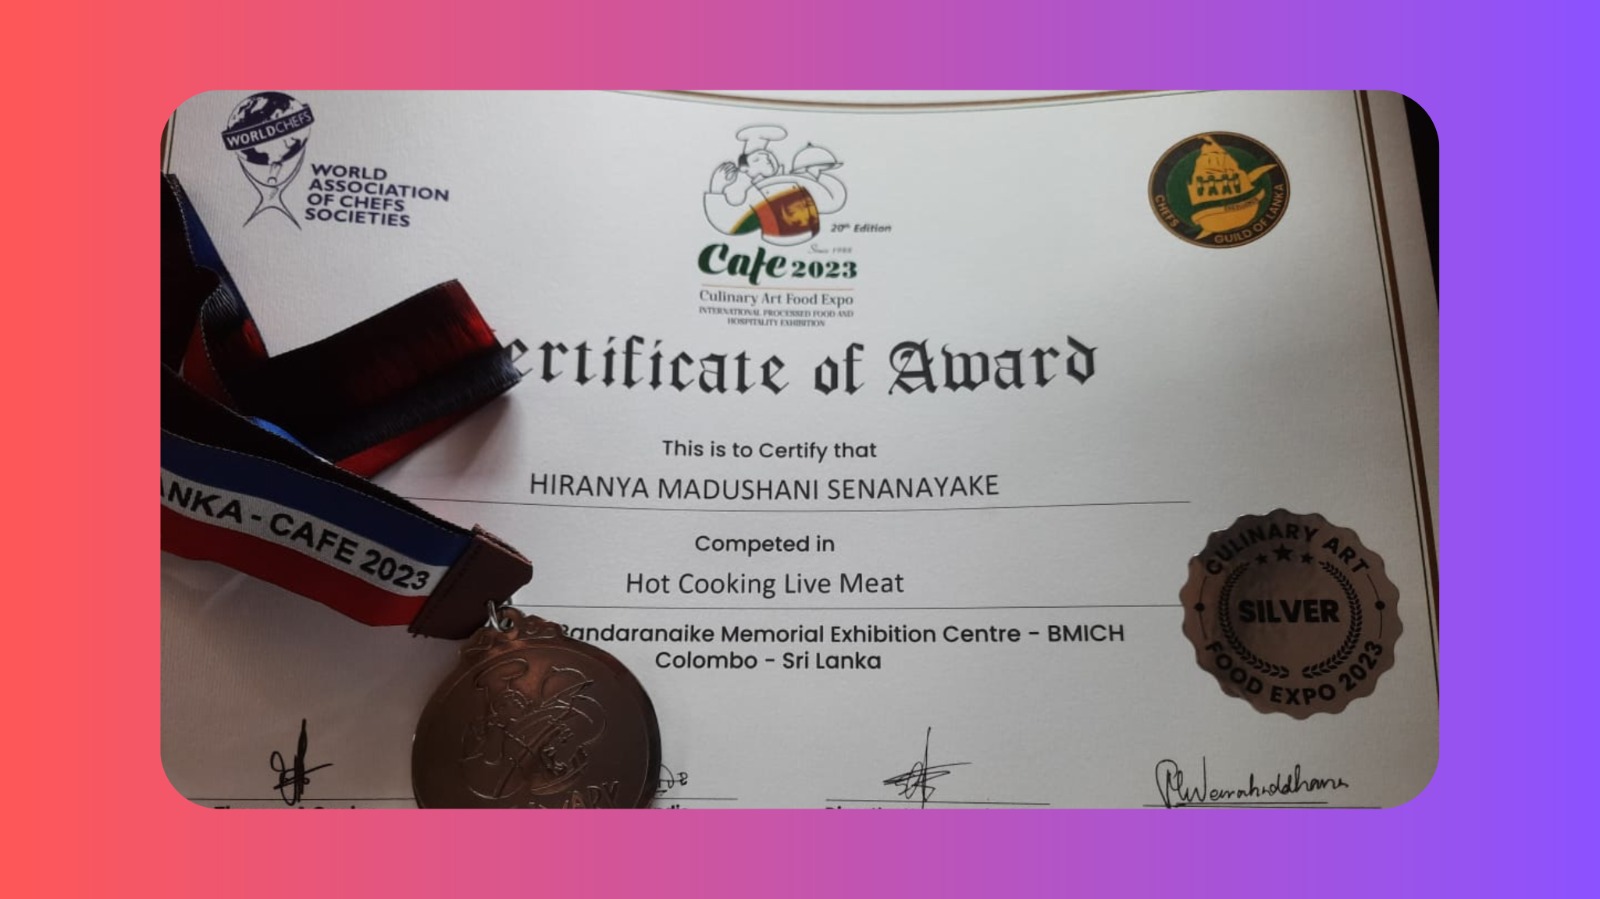 WORLDCHEFS
WORLD
ASSOCIATION
OF CHEFS
SOCIETIES
20th Edition
Since 1988
Cafe 2023
Culinary Art Food Expo
INTERNATIONAL PROCESSED FOOD AND
HOSPITALITY EXHIBITION
CHEFS GUILD OF LANKA
ertificate of Award
This is to Certify that
HIRANYA MADUSHANI SENANAYAKE
Competed in
Hot Cooking Live Meat
Bandaranaike Memorial Exhibition Centre - BMICH
Colombo - Sri Lanka
ANKA - CAFE 2023
CULINARY ART
SILVER
FOOD EXPO 2023